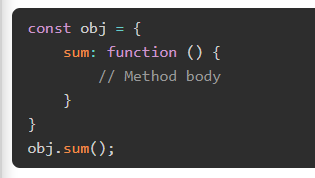 const obj = {
    sum: function () {
        // Method body
    }
}
obj.sum();